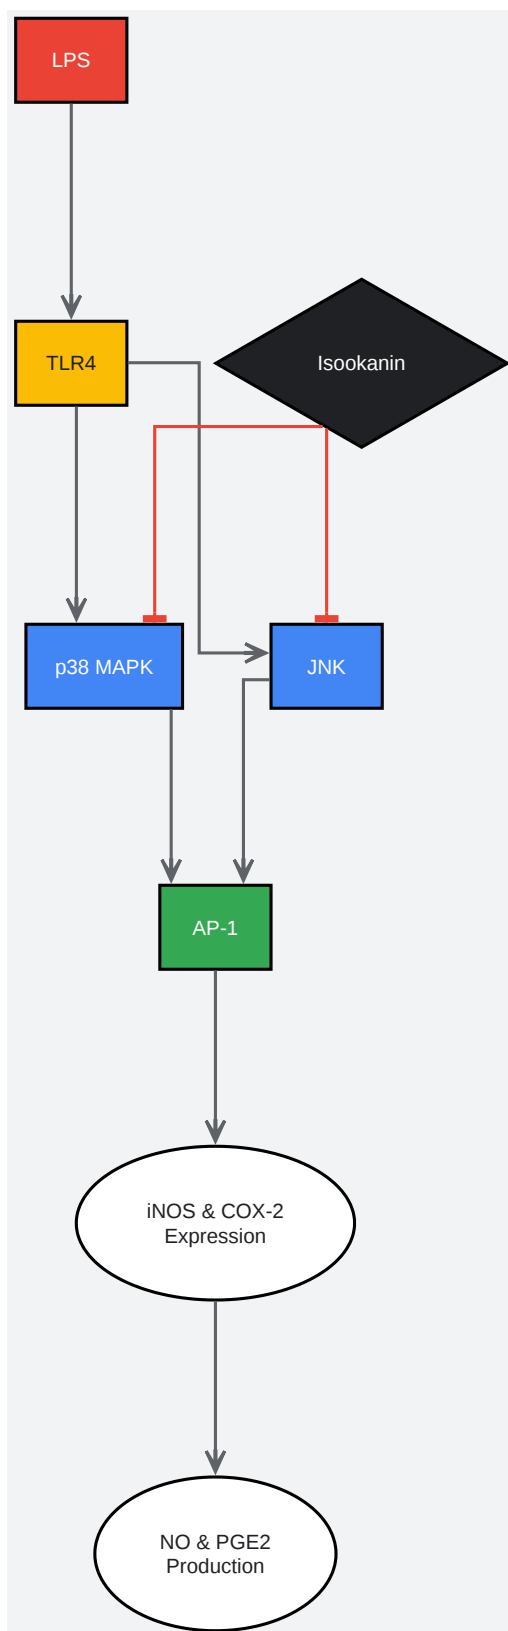 LPS
TLR4
Isookanin
p38 MAPK
JNK
AP-1
iNOS & COX-2
Expression
NO & PGE2
Production